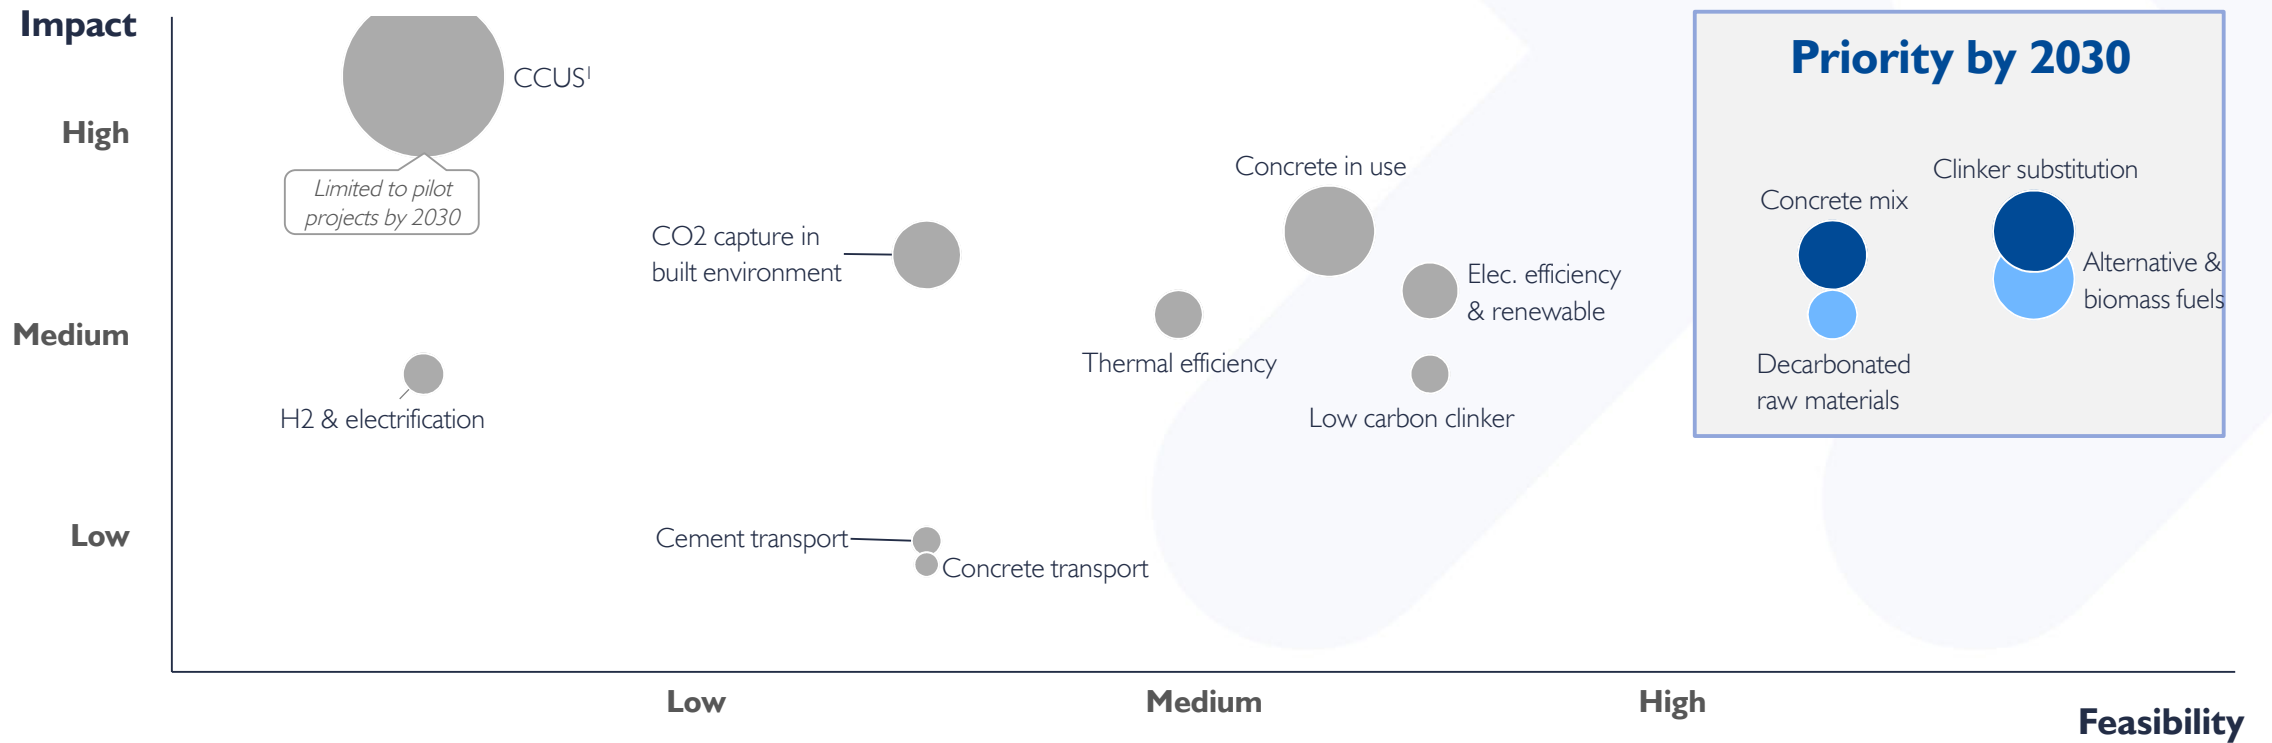 Impact
Priority by 2030
CCUS¹
High
Limited to pilot
projects by 2030
Concrete in use
Clinker substitution
Concrete mix
CO2 capture in
built environment
Elec. efficiency
& renewable
Alternative &
biomass fuels
Medium
Thermal efficiency
Decarbonated
raw materials
H2 & electrification
Low carbon clinker
Low
Cement transport
Concrete transport
Low
Medium
High
Feasibility